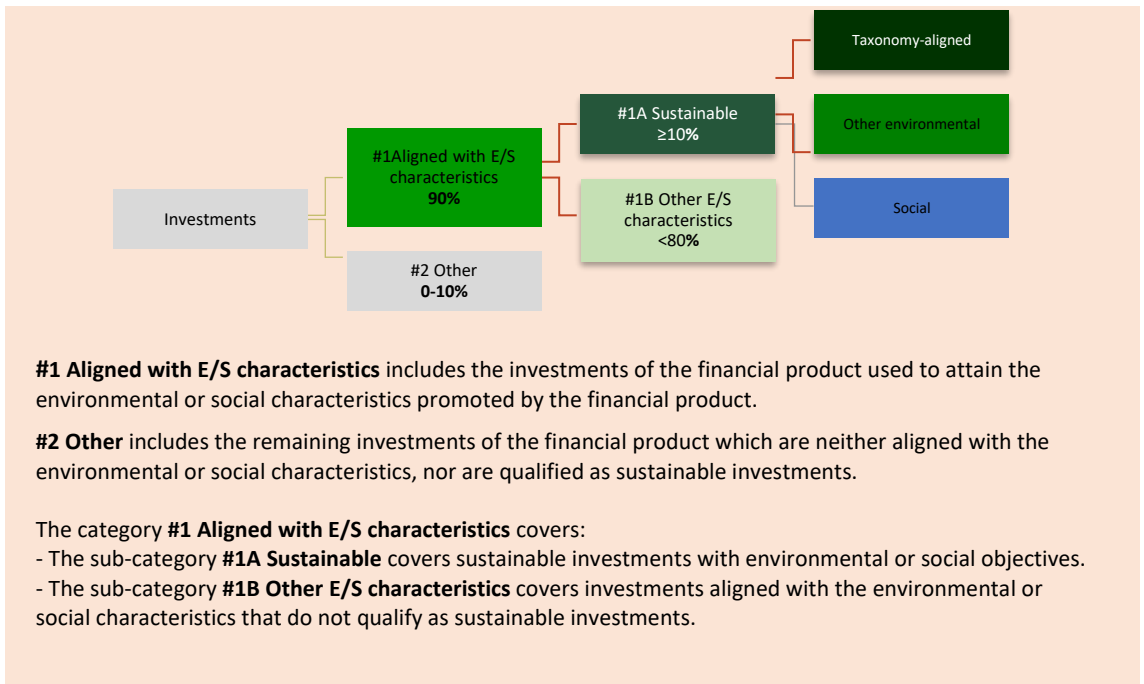 Taxonomy-aligned
#1A Sustainable
≥10%
Other environmental
#1Aligned with E/S
characteristics
90%
#1B Other E/S
characteristics
<80%
Social
Investments
#2 Other
0-10%
#1 Aligned with E/S characteristics includes the investments of the financial product used to attain the
environmental or social characteristics promoted by the financial product.
#2 Other includes the remaining investments of the financial product which are neither aligned with the
environmental or social characteristics, nor are qualified as sustainable investments.
The category #1 Aligned with E/S characteristics covers:
- The sub-category #1A Sustainable covers sustainable investments with environmental or social objectives.
- The sub-category #1B Other E/S characteristics covers investments aligned with the environmental or
social characteristics that do not qualify as sustainable investments.